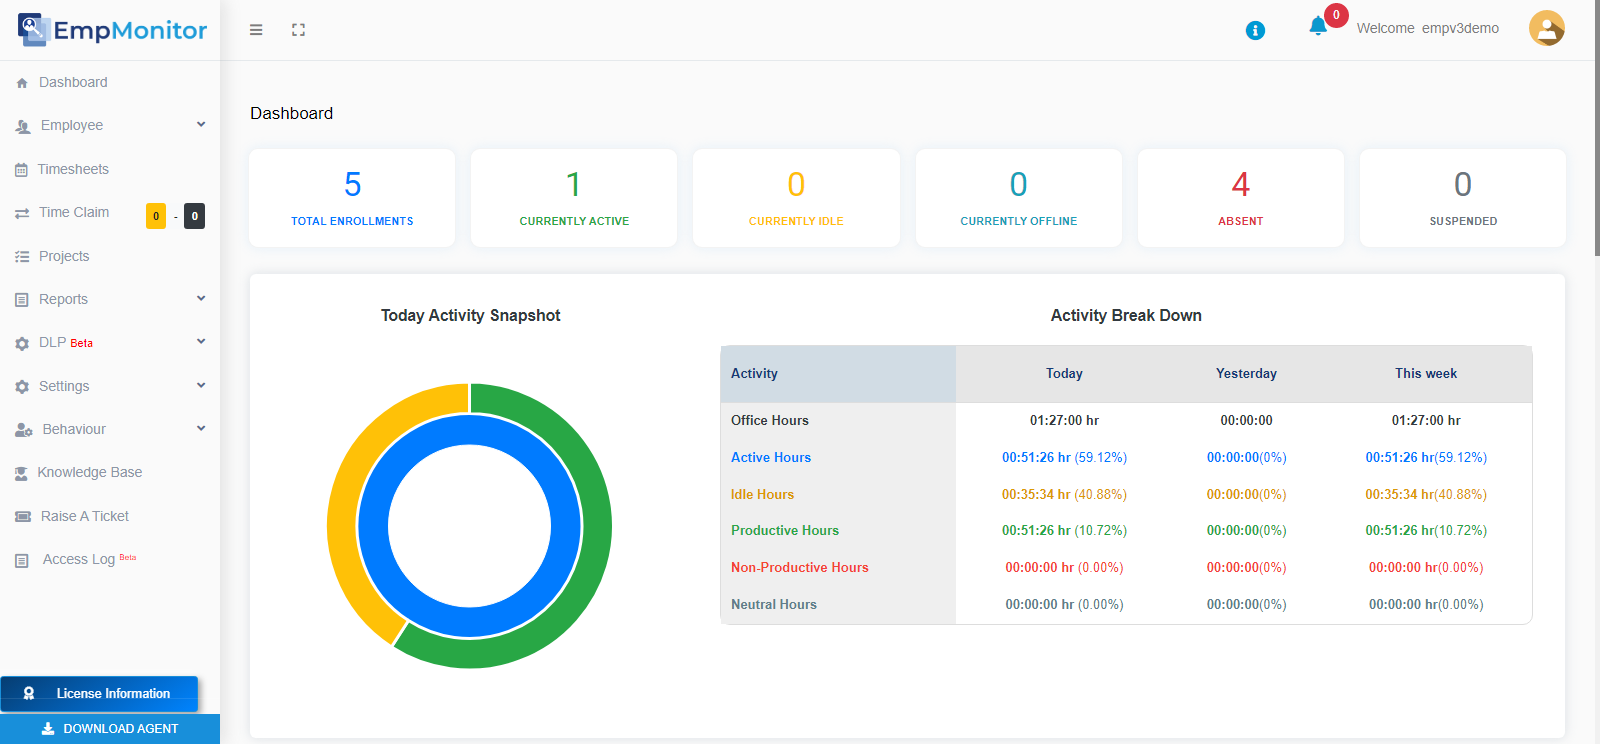 EmpMonitor
0
Welcome empv3demo
Dashboard
Employee
Timesheets
Time Claim 0 - 0
Projects
Reports
DLP Beta
Settings
Behaviour
Knowledge Base
Raise A Ticket
Access Log Beta
License Information
DOWNLOAD AGENT
Dashboard
5
TOTAL ENROLLMENTS
1
CURRENTLY ACTIVE
0
CURRENTLY IDLE
0
CURRENTLY OFFLINE
4
ABSENT
0
SUSPENDED
Today Activity Snapshot
Activity Break Down
Activity Today Yesterday This week
Office Hours 01:27:00 hr 00:00:00 01:27:00 hr
Active Hours 00:51:26 hr (59.12%) 00:00:00(0%) 00:51:26 hr(59.12%)
Idle Hours 00:35:34 hr (40.88%) 00:00:00(0%) 00:35:34 hr(40.88%)
Productive Hours 00:51:26 hr (10.72%) 00:00:00(0%) 00:51:26 hr(10.72%)
Non-Productive Hours 00:00:00 hr (0.00%) 00:00:00(0%) 00:00:00 hr(0.00%)
Neutral Hours 00:00:00 hr (0.00%) 00:00:00(0%) 00:00:00 hr(0.00%)